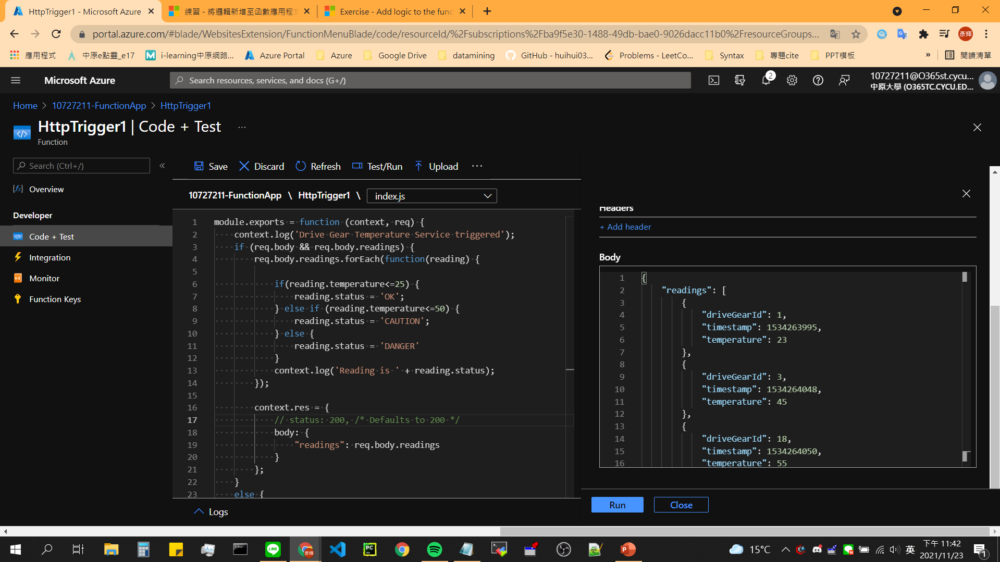 HttpTrigger1 - Microsoft Azure
練習 - 將邏輯新增至函數應用程式
Exercise - Add logic to the func
portal.azure.com/#blade/WebsitesExtension/FunctionMenuBlade/code/resourceId/%2Fsubscriptions%2Fba9f5e30-1488-49db-bae0-9026dacc11b0%2FresourceGroups...
彥輝
應用程式
中原e點靈_e17
i-learning中原網路...
Azure Portal
Azure
Google Drive
datamining
GitHub - huihui03...
Problems - LeetCo...
Syntax
專題cite
PPT模板
»
閱讀清單
Microsoft Azure
Search resources, services, and docs (G+/)
2
10727211@O365st.cycu...
中原大學 (O365TC.CYCU.ED...
Home > 10727211-FunctionApp > HttpTrigger1
HttpTrigger1 | Code + Test ...
Function
Search (Ctrl+/)
«
Overview
Developer
Code + Test
Integration
Monitor
Function Keys
Save
Discard
Refresh
Test/Run
Upload
...
10727211-FunctionApp \ HttpTrigger1 \ index.js
1 module.exports = function (context, req) {
2 context.log('Drive Gear Temperature Service triggered');
3 if (req.body && req.body.readings) {
4 req.body.readings.forEach(function(reading) {
5
6 if(reading.temperature<=25) {
7 reading.status = 'OK';
8 } else if (reading.temperature<=50) {
9 reading.status = 'CAUTION';
10 } else {
11 reading.status = 'DANGER'
12 }
13 context.log('Reading is ' + reading.status);
14 });
15
16 context.res = {
17 // status: 200, /* Defaults to 200 */
18 body: {
19 "readings": req.body.readings
20 }
21 };
22 }
23 else {
Logs
Headers
+ Add header
Body
1 {
2 "readings": [
3 {
4 "driveGearId": 1,
5 "timestamp": 1534263995,
6 "temperature": 23
7 },
8 {
9 "driveGearId": 3,
10 "timestamp": 1534264048,
11 "temperature": 45
12 },
13 {
14 "driveGearId": 18,
15 "timestamp": 1534264050,
16 "temperature": 55
Run
Close
15°C
英
下午 11:42
2021/11/23
1